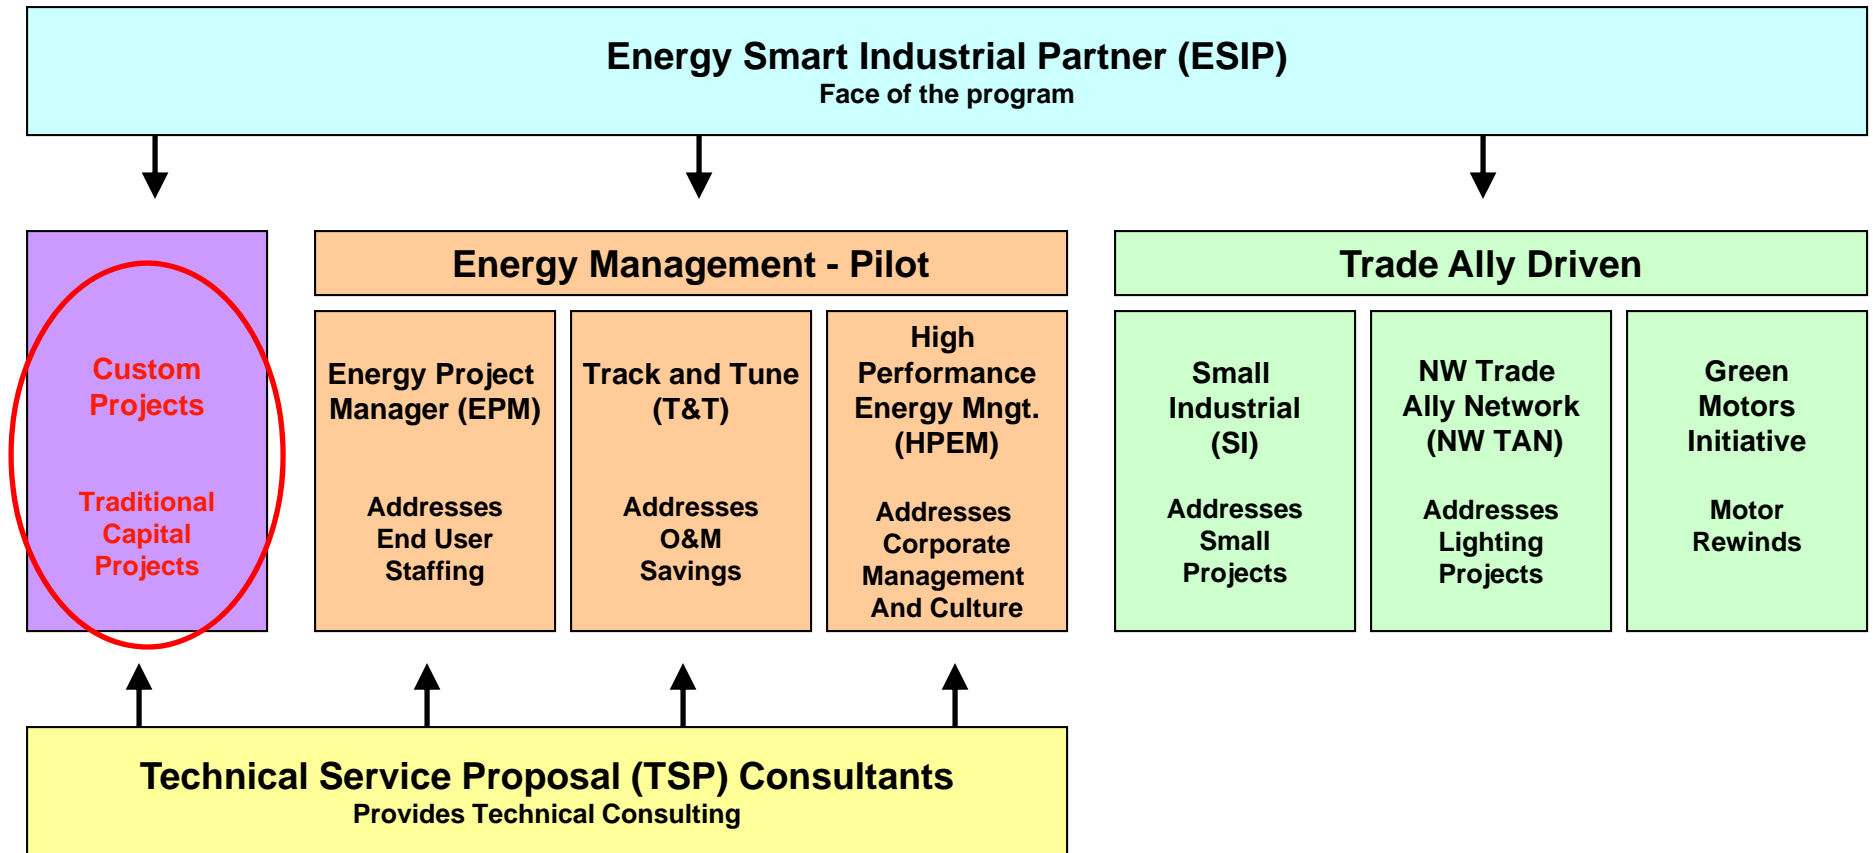 Energy Smart Industrial Partner (ESIP)
Face of the program
Custom
Projects
Traditional
Capital
Projects
Energy Management - Pilot
Energy Project
Manager (EPM)
Addresses
End User
Staffing
Track and Tune
(T&T)
Addresses
O&M
Savings
High
Performance
Energy Mngt.
(HPEM)
Addresses
Corporate
Management
And Culture
Trade Ally Driven
Small
Industrial
(SI)
Addresses
Small
Projects
NW Trade
Ally Network
(NW TAN)
Addresses
Lighting
Projects
Green
Motors
Initiative
Motor
Rewinds
Technical Service Proposal (TSP) Consultants
Provides Technical Consulting